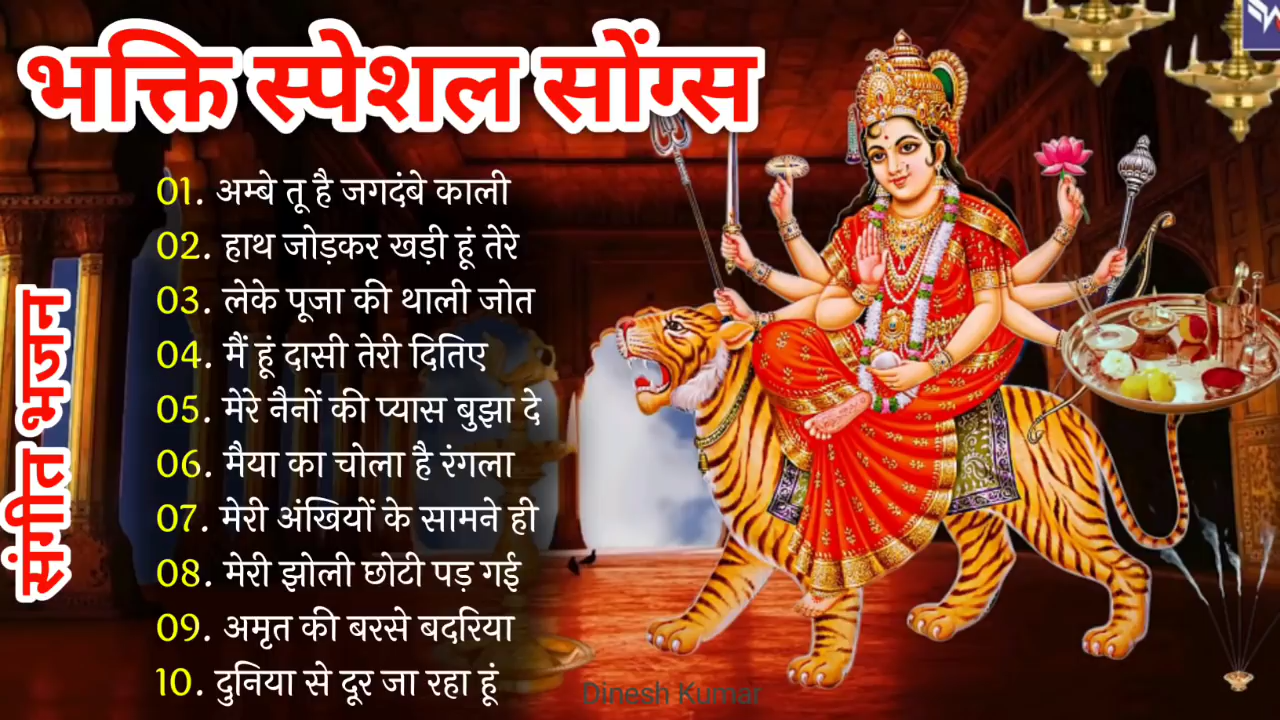 भक्ति स्पेशल सोंग्स
संगीत भजन
01. अम्बे तू है जगदंबे काली
02. हाथ जोड़कर खड़ी हूं तेरे
03. लेके पूजा की थाली जोत
04. मैं हूं दासी तेरी दितिए
05. मेरे नैनों की प्यास बुझा दे
06. मैया का चोला है रंगला
07. मेरी अंखियों के सामने ही
08. मेरी झोली छोटी पड़ गई
09. अमृत की बरसे बदरिया
10. दुनिया से दूर जा रहा हूं
Dinesh Kumar